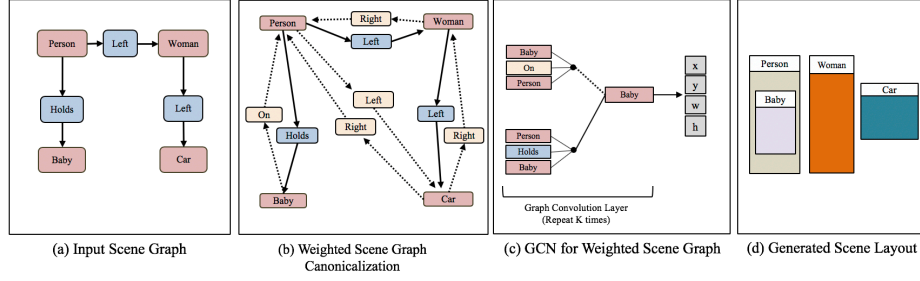 Person
Left
Woman
Holds
Left
Baby
Car
(a) Input Scene Graph
Person
Right
Woman
Left
Left
On
Left
Right
Holds
Right
Baby
Car
(b) Weighted Scene Graph
Canonicalization
Baby
On
Person
Baby
Person
Holds
Baby
x
y
w
h
Graph Convolution Layer
(Repeat K times)
(c) GCN for Weighted Scene Graph
Person
Woman
Baby
Car
(d) Generated Scene Layout